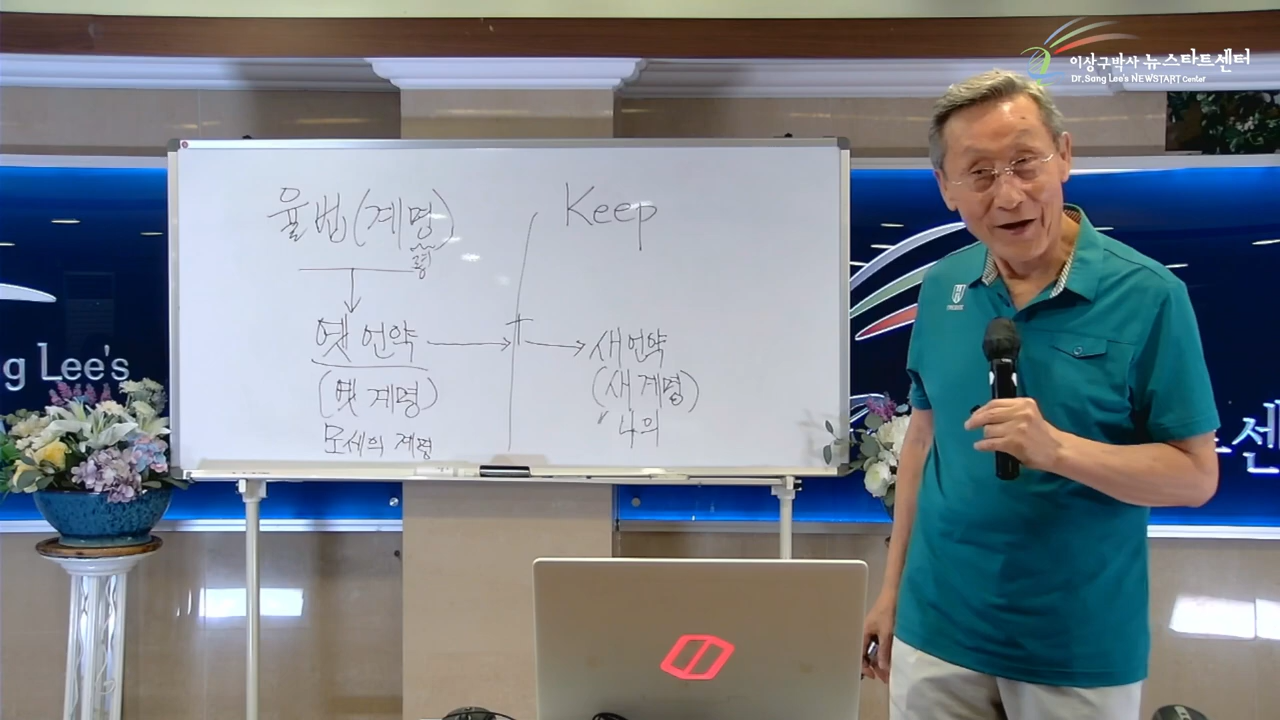 이상구박사 뉴스타트센터
Dr. Sang Lee's NEWSTART Center
율법(계명) Keep
령
옛 언약 새언약
(옛 계명) (새 계명)
모세의 계명 "나의
g Lee's
센